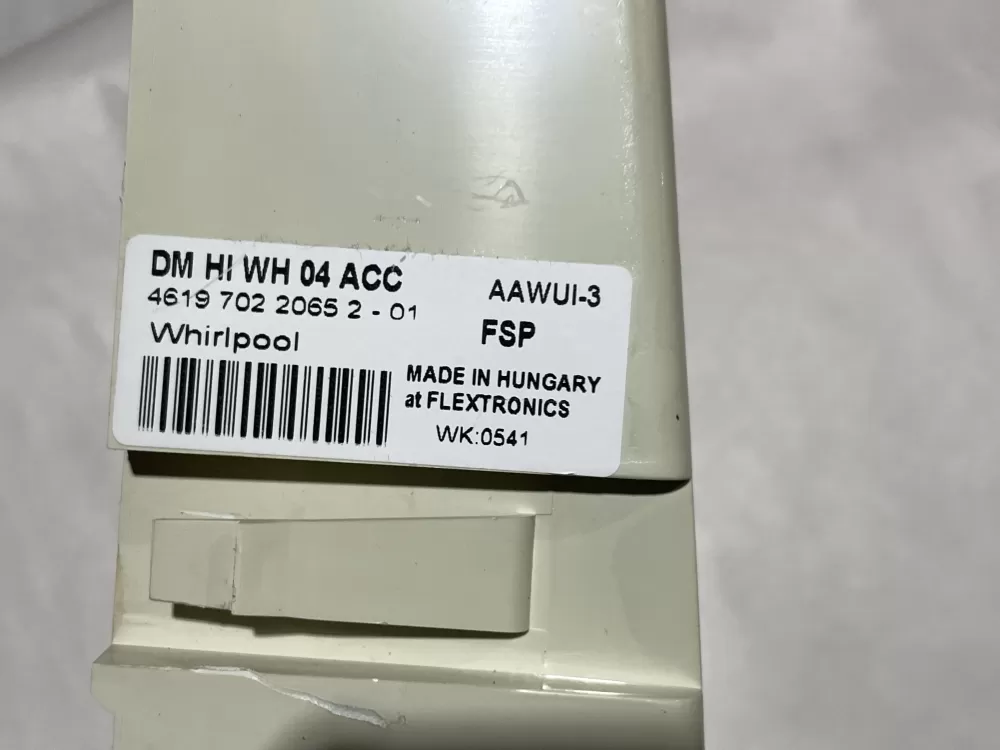 DM HI WH 04 ACC
4619 702 2065 2 - 01
Whirlpool
AAWUI-3
FSP
MADE IN HUNGARY
at FLEXTRONICS
WK:0541